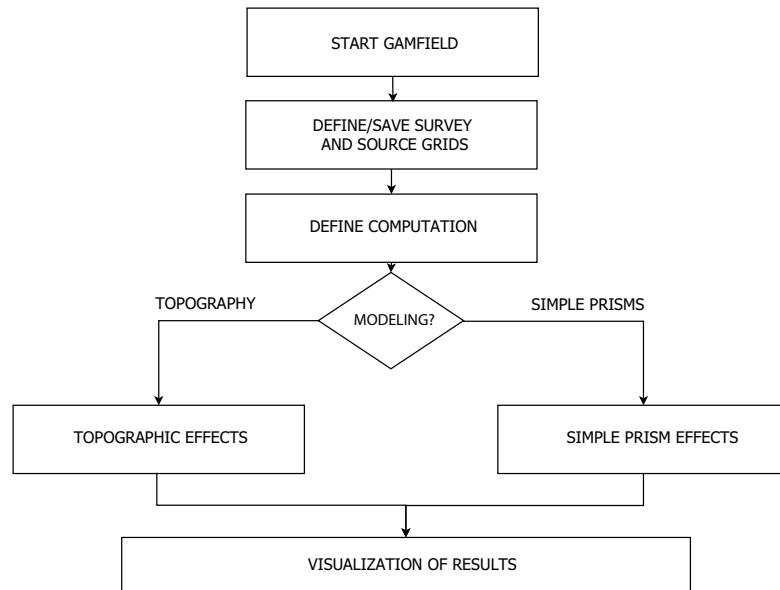 START GAMFIELD
DEFINE/SAVE SURVEY
AND SOURCE GRIDS
DEFINE COMPUTATION
TOPOGRAPHY
MODELING?
SIMPLE PRISMS
TOPOGRAPHIC EFFECTS
SIMPLE PRISM EFFECTS
VISUALIZATION OF RESULTS